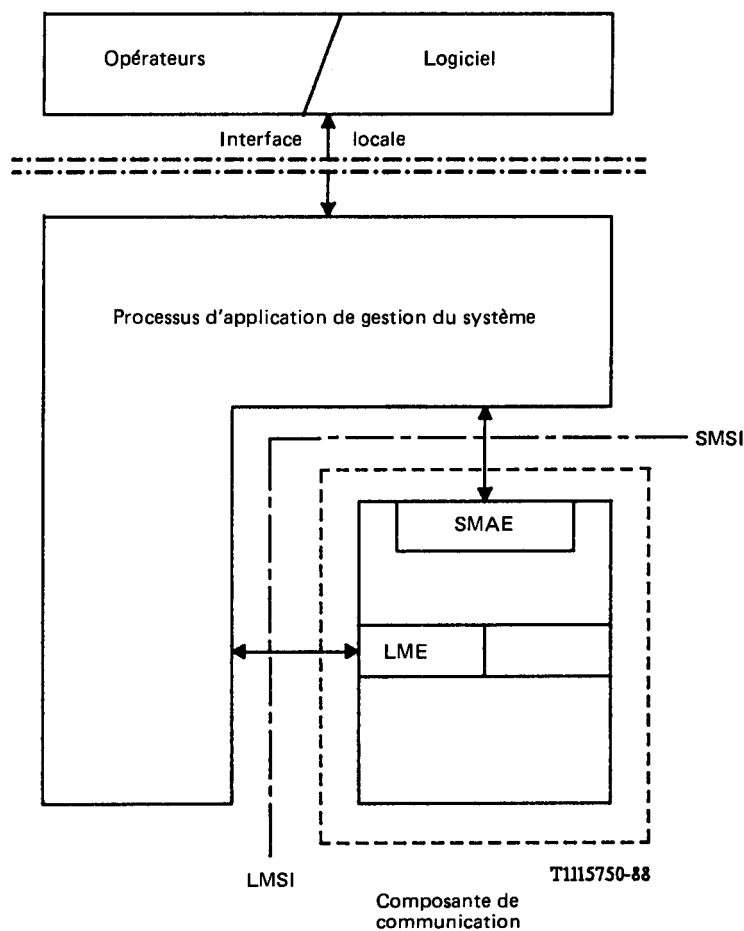 Opérateurs
Logiciel
Interface locale
Processus d'application de gestion du système
SMSI
SMAE
LME
LMSI
T1115750-88
Composante de
communication